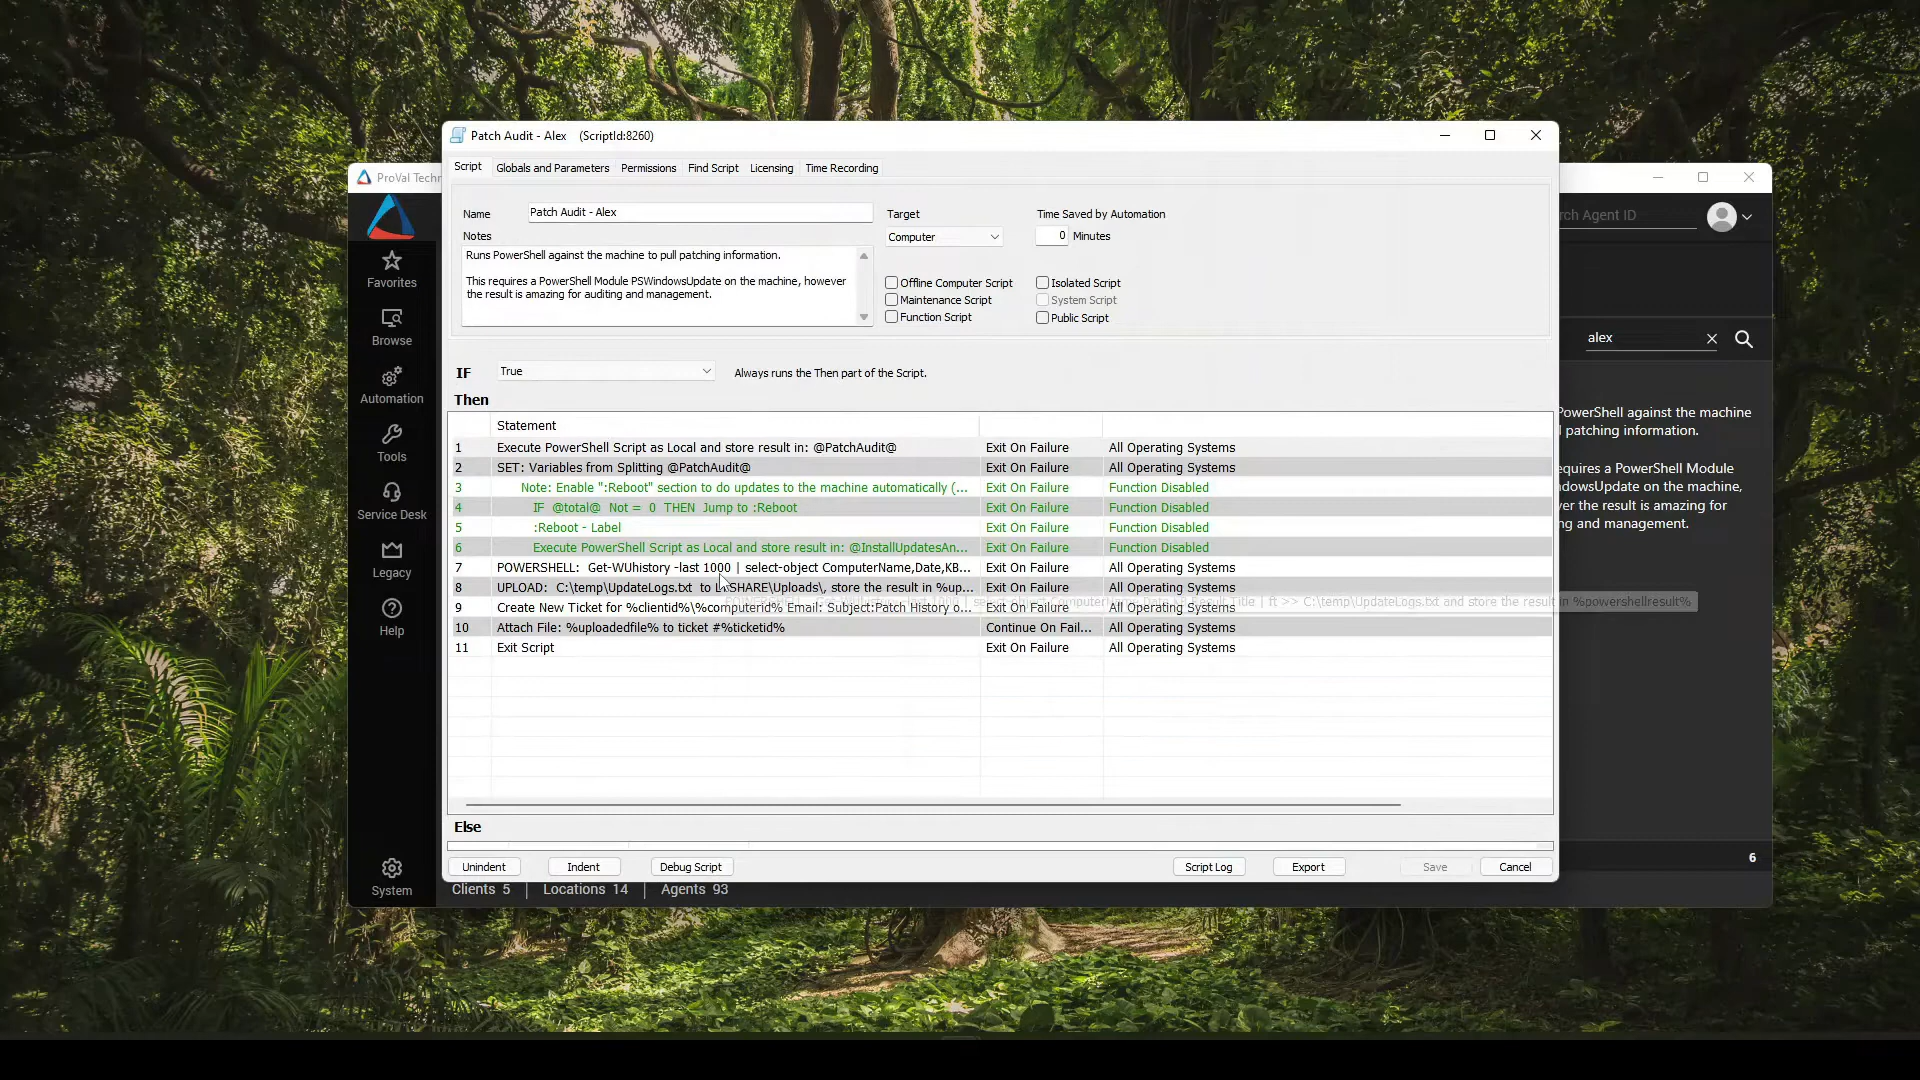 Patch Audit - Alex (ScriptId:8260)
ProVal Techn
Script Globals and Parameters Permissions Find Script Licensing Time Recording
Name Patch Audit - Alex
Target
Time Saved by Automation
Notes
Computer
0 Minutes
Runs PowerShell against the machine to pull patching information.
This requires a PowerShell Module PSWindowsUpdate on the machine, however
the result is amazing for auditing and management.
Offline Computer Script
Isolated Script
Maintenance Script
System Script
Function Script
Public Script
IF True Always runs the Then part of the Script.
Then
Statement
1 Execute PowerShell Script as Local and store result in: @PatchAudit@ Exit On Failure All Operating Systems
2 SET: Variables from Splitting @PatchAudit@ Exit On Failure All Operating Systems
3 Note: Enable ":Reboot" section to do updates to the machine automatically (... Exit On Failure Function Disabled
4 IF @total@ Not = 0 THEN Jump to :Reboot Exit On Failure Function Disabled
5 :Reboot - Label Exit On Failure Function Disabled
6 Execute PowerShell Script as Local and store result in: @InstallUpdatesAn... Exit On Failure Function Disabled
7 POWERSHELL: Get-WUhistory -last 1000 | select-object ComputerName,Date,KB... Exit On Failure All Operating Systems
8 UPLOAD: C:\temp\UpdateLogs.txt to L SHARE\Uploads\, store the result in %up... Exit On Failure All Operating Systems
Title | ft >> C:\temp\UpdateLogs.txt and store the result in %powershellresult%
9 Create New Ticket for %clientid%\%computerid% Email: Subject:Patch History o... Exit On Failure All Operating Systems
10 Attach File: %uploadedfile% to ticket #%ticketid% Continue On Fail... All Operating Systems
11 Exit Script Exit On Failure All Operating Systems
Else
Unindent Indent Debug Script Script Log Export Save Cancel
Favorites
Browse
Automation
Tools
Service Desk
Legacy
Help
System
Clients 5 | Locations 14 | Agents 93
rch Agent ID
alex
PowerShell against the machine
patching information.
equires a PowerShell Module
dowsUpdate on the machine,
ver the result is amazing for
ng and management.
6